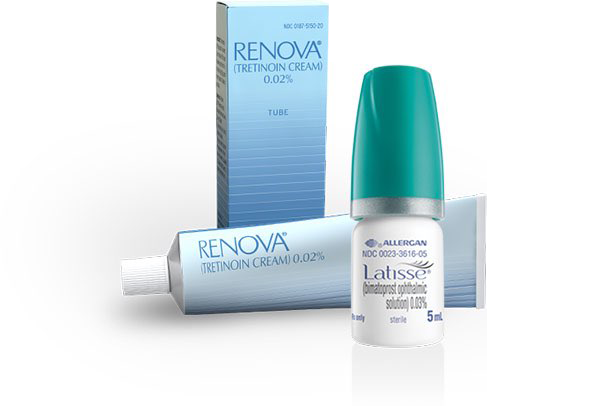 NDC 0187-5150-20
RENOVA®
(TRETINOIN CREAM)
0.02%
TUBE
RENOVA®
(TRETINOIN CREAM) 0.02%
ALLERGAN
NDC 0023-3616-05
Latisse®
(bimatoprost ophthalmic
solution) 0.03%
only
sterile
5 mL